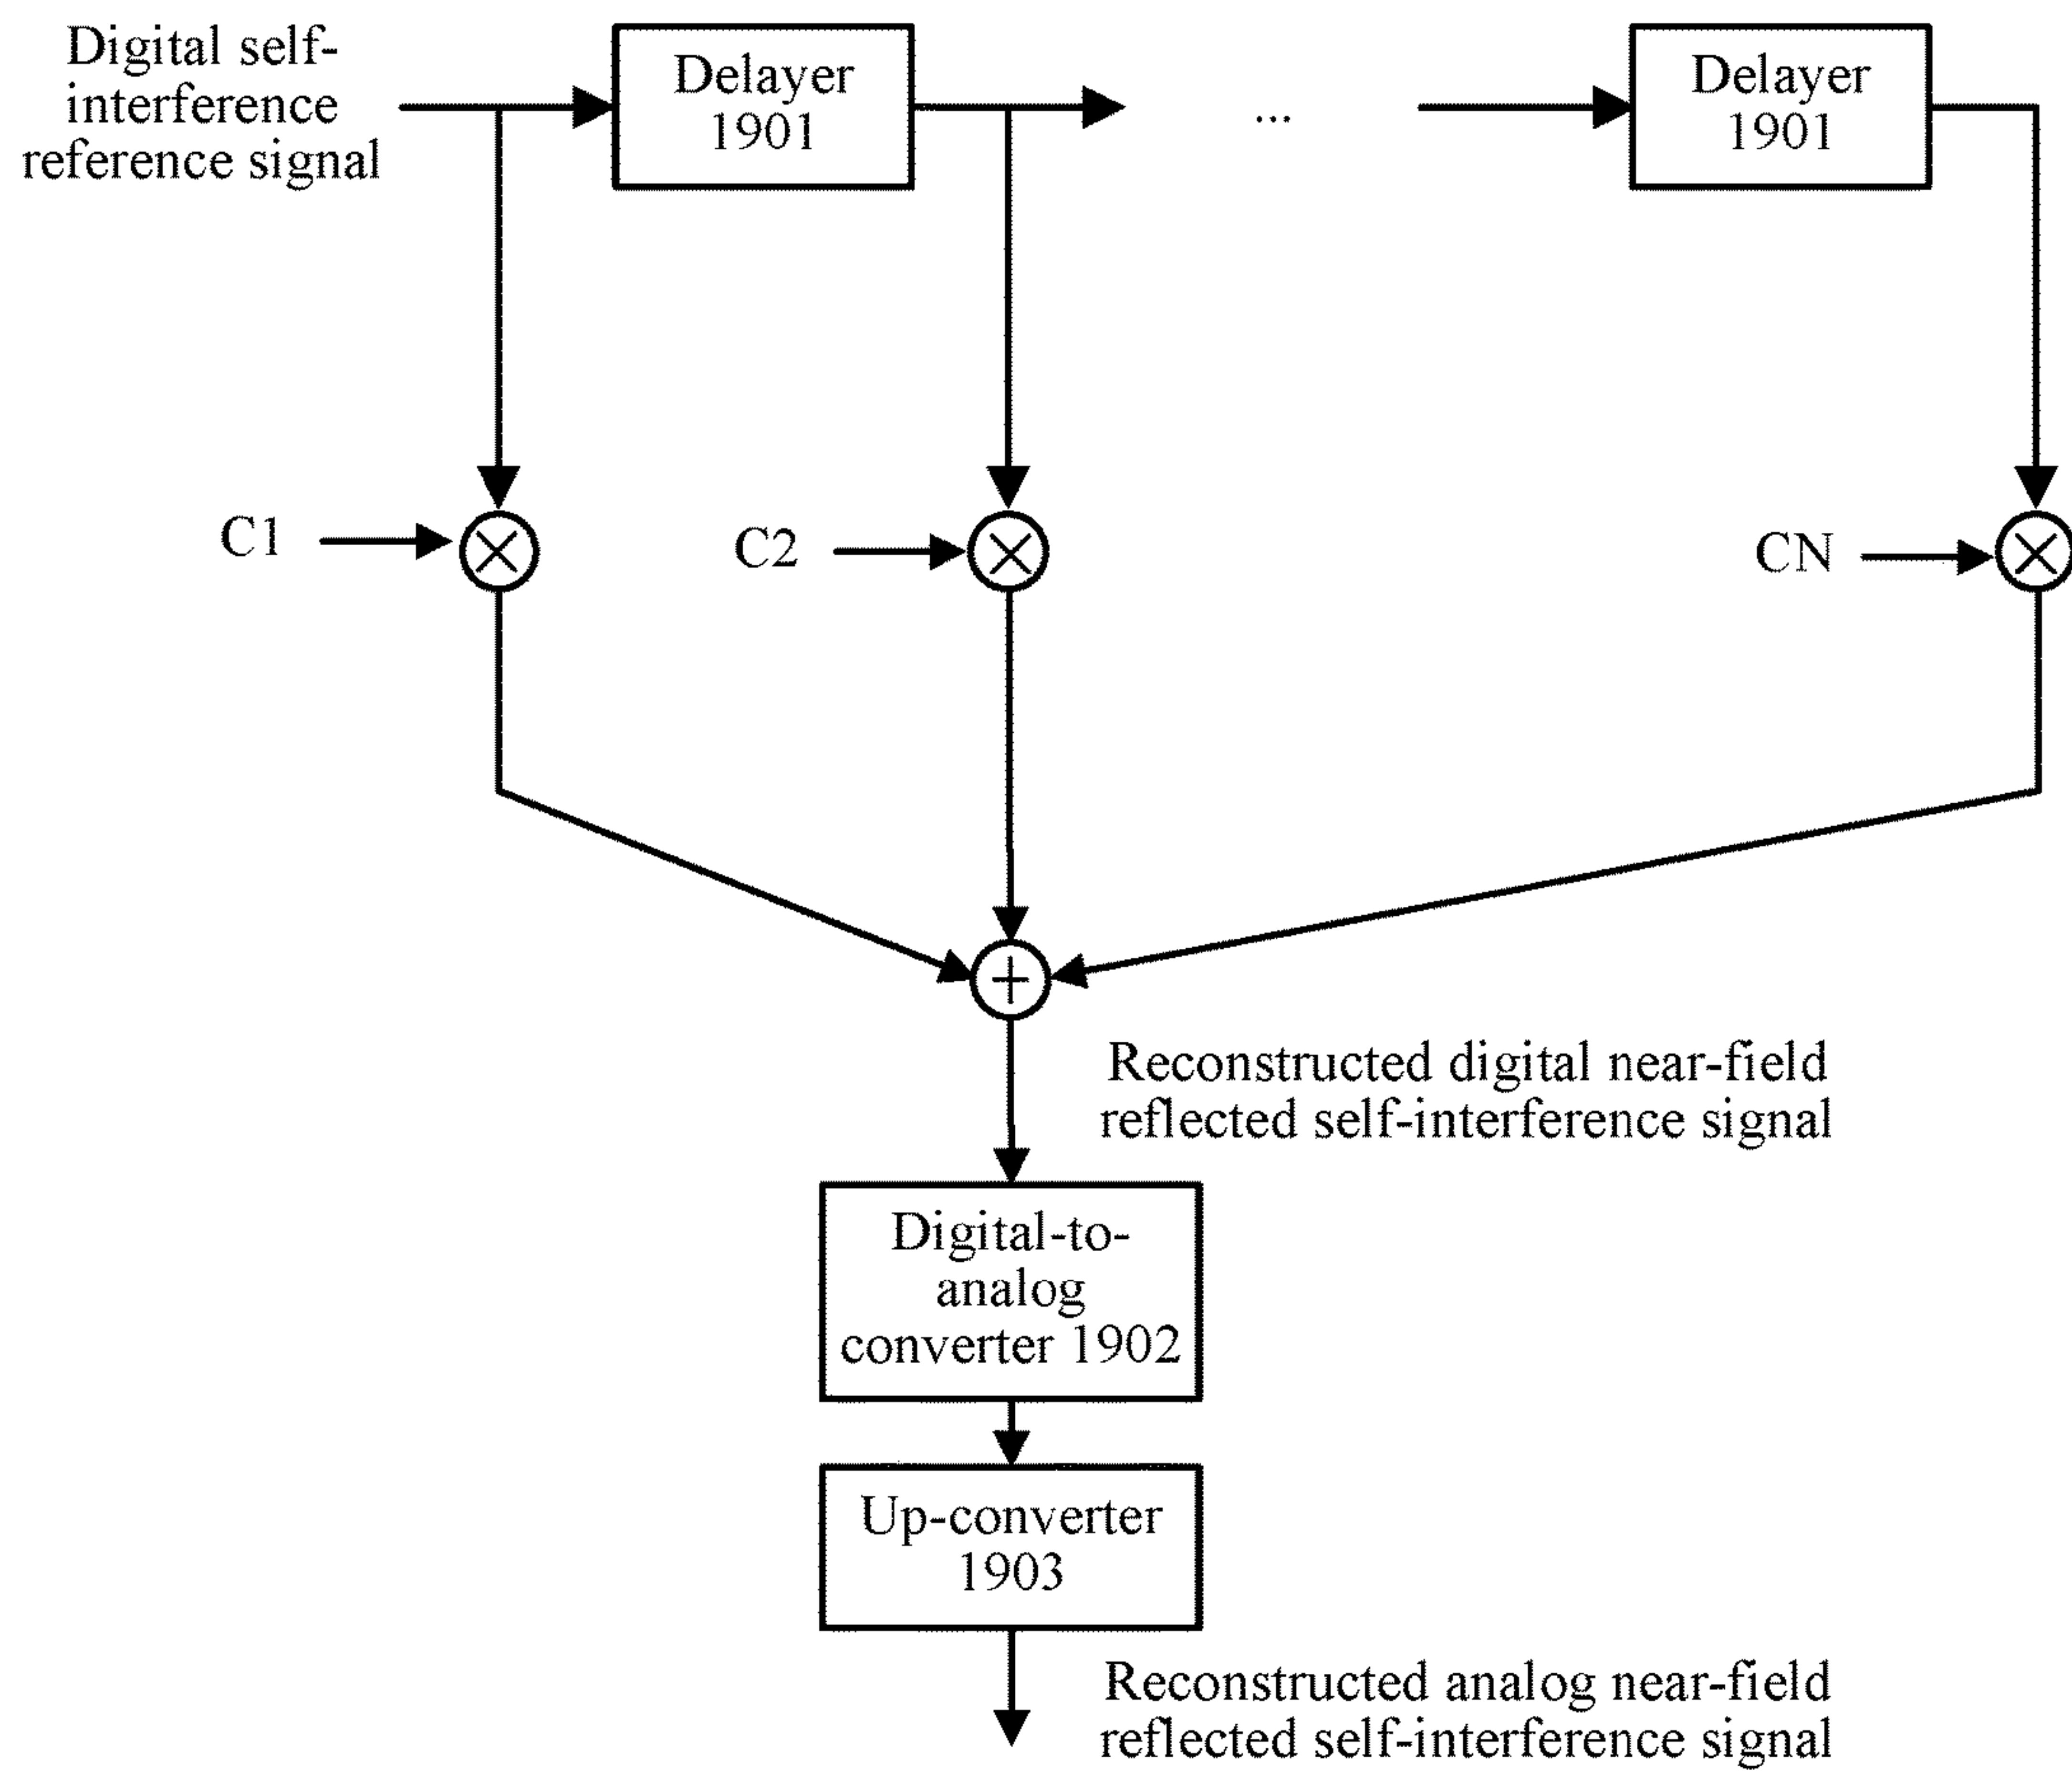 Digital self-
interference
reference signal
Delayer
1901
...
Delayer
1901
C1
C2
CN
Reconstructed digital near-field
reflected self-interference signal
Digital-to-
analog
converter 1902
Up-converter
1903
Reconstructed analog near-field
reflected self-interference signal